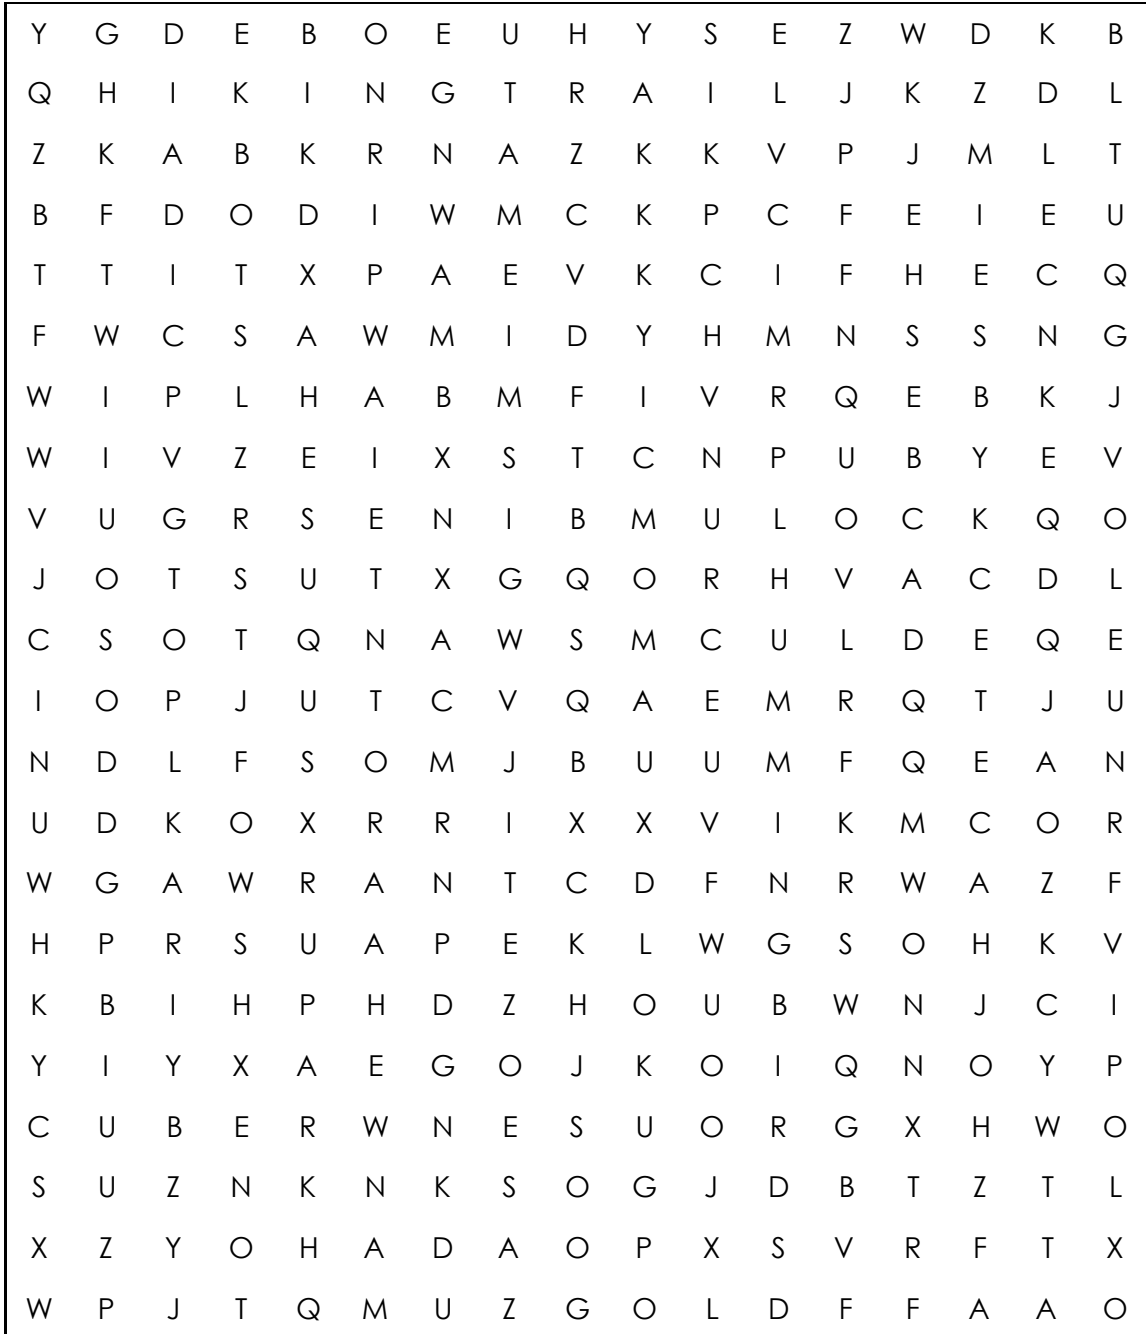 Y G D E B O E U H Y S E Z W D K B
Q H I K I N G T R A I L J K Z D L
Z K A B K R N A Z K K V P J M L T
B F D O D I W M C K P C F E I E U
T T I T X P A E V K C I F H E C Q
F W C S A W M I D Y H M N S S N G
W I P L H A B M F I V R Q E B K J
W I V Z E I X S T C N P U B Y E V
V U G R S E N I B M U L O C K Q O
J O T S U T X G Q O R H V A C D L
C S O T Q N A W S M C U L D E Q E
I O P J U T C V Q A E M R Q T J U
N D L F S O M J B U U M F Q E A N
U D K O X R R I X X V I K M C O R
W G A W R A N T C D F N R W A Z F
H P R S U A P E K L W G S O H K V
K B I H P H D Z H O U B W N J C I
Y I Y X A E G O J K O I Q N O Y P
C U B E R W N E S U O R G X H W O
S U Z N K N K S O G J D B T Z T L
X Z Y O H A D A O P X S V R F T X
W P J T Q M U Z G O L D F F A A O